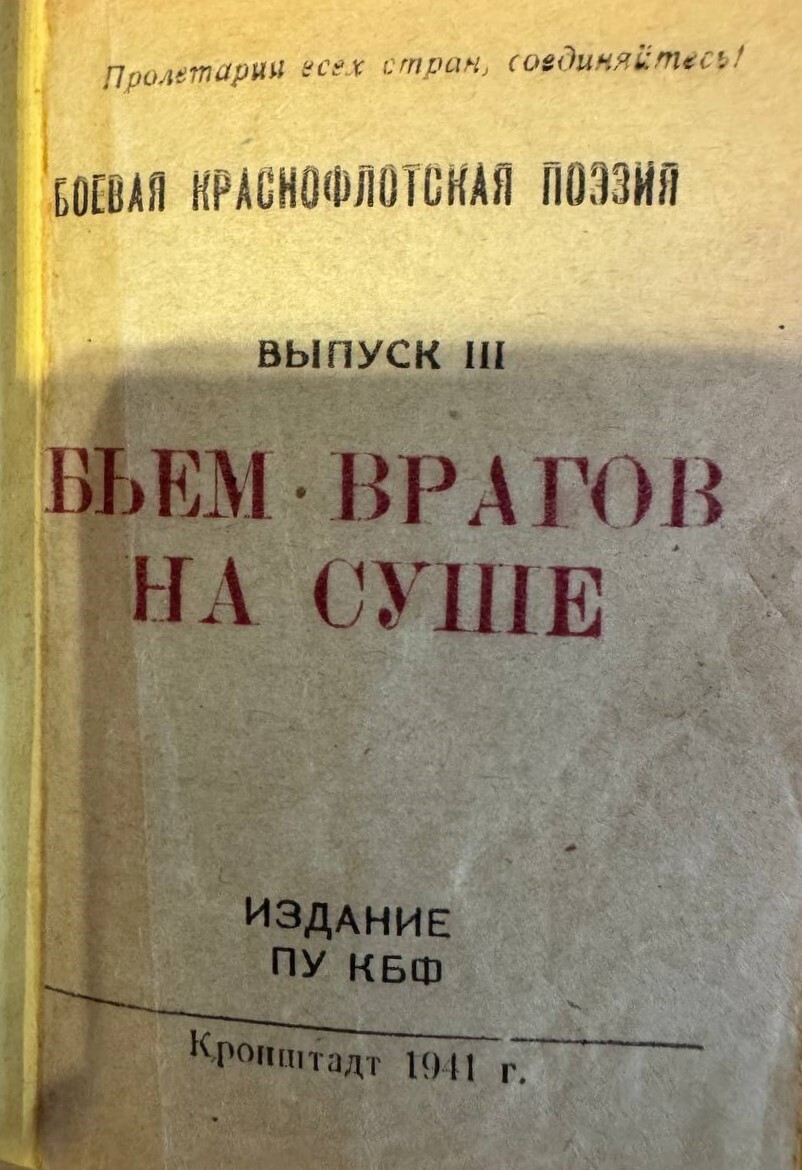 Пролетарии всех стран, соединяйтесь!
БОЕВАЯ КРАСНОФЛОТСКАЯ ПОЭЗИЯ
ВЫПУСК III
БЬЕМ · ВРАГОВ
НА СУШЕ
ИЗДАНИЕ
ПУ КБФ
Кронштадт 1941 г.